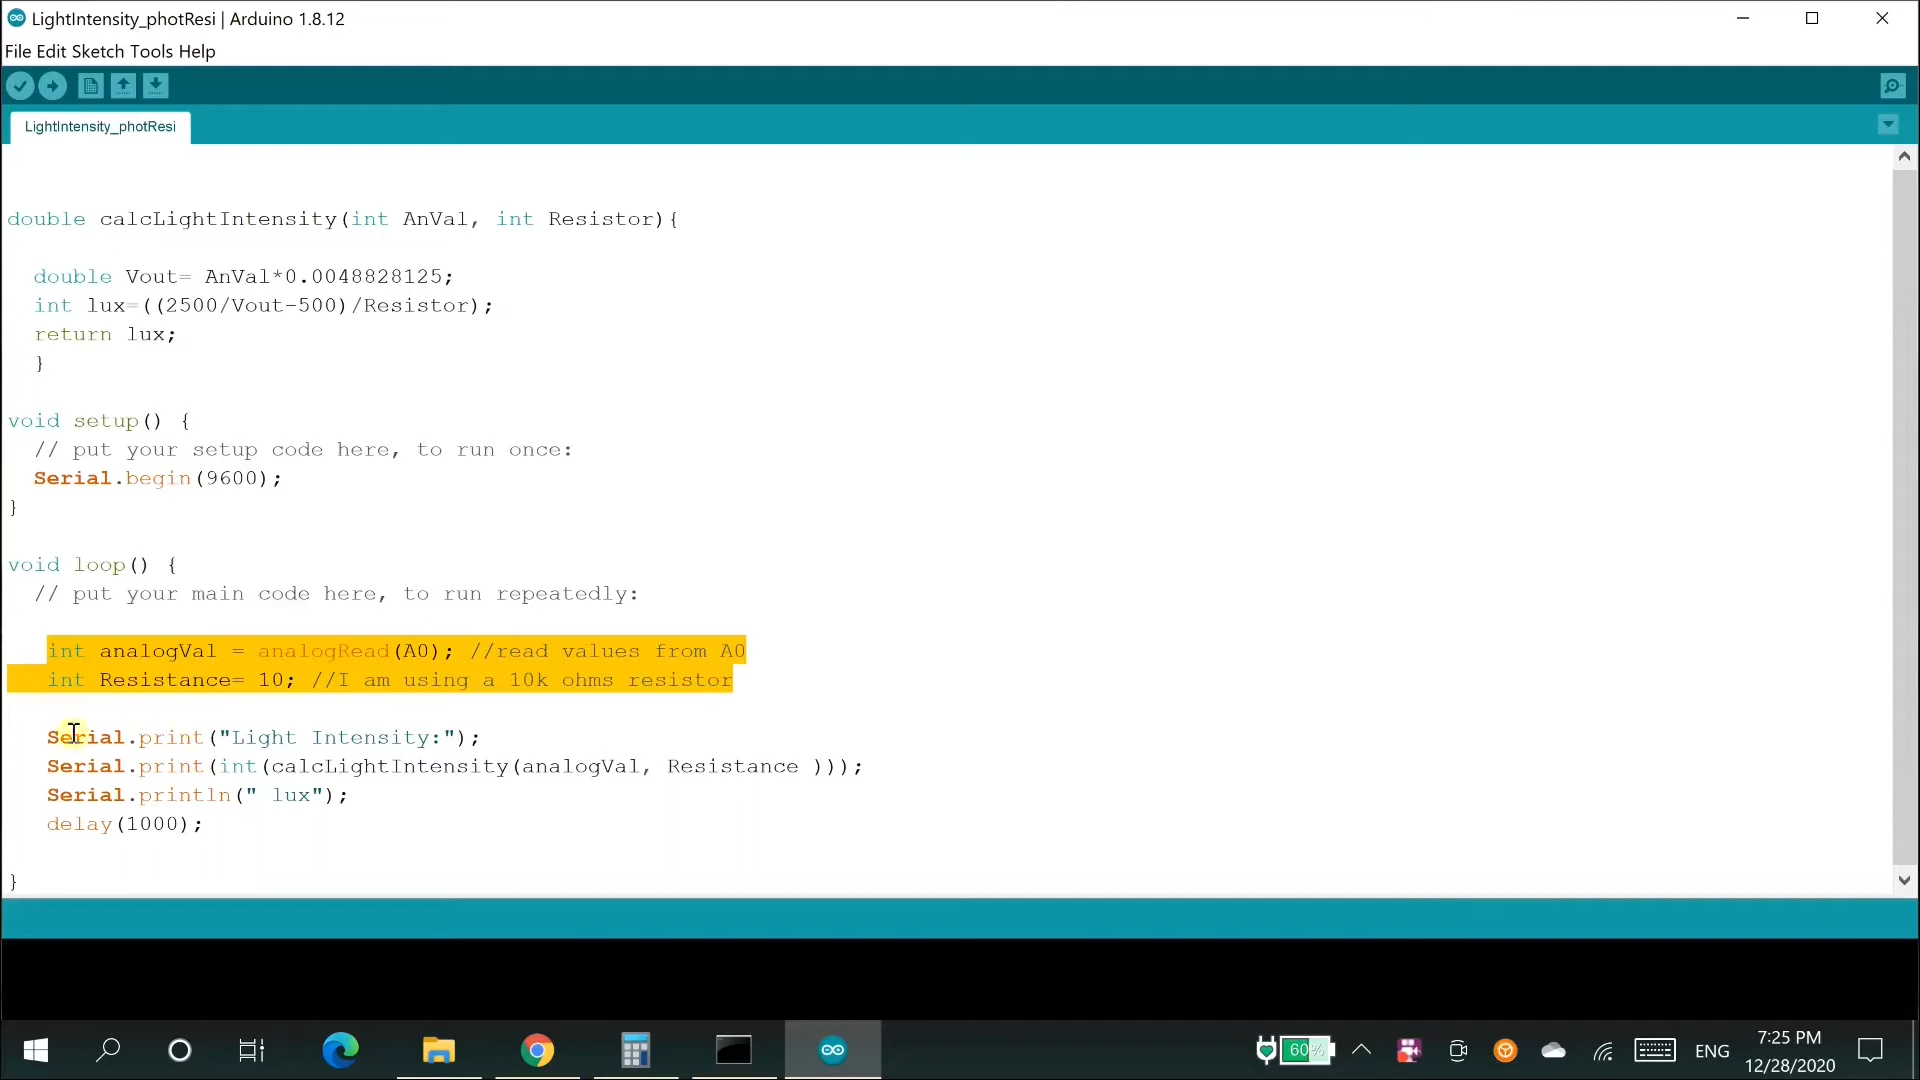 LightIntensity_photResi | Arduino 1.8.12
File Edit Sketch Tools Help
LightIntensity_photResi
double calcLightIntensity(int AnVal, int Resistor){
double Vout= AnVal*0.0048828125;
int lux=((2500/Vout-500)/Resistor);
return lux;
}
void setup() {
// put your setup code here, to run once:
Serial.begin(9600);
}
void loop() {
// put your main code here, to run repeatedly:
int analogVal = analogRead(A0); //read values from A0
int Resistance= 10; //I am using a 10k ohms resistor
Serial.print("Light Intensity:");
Serial.print(int(calcLightIntensity(analogVal, Resistance )));
Serial.println(" lux");
delay(1000);
}
60%
ENG
7:25 PM
12/28/2020